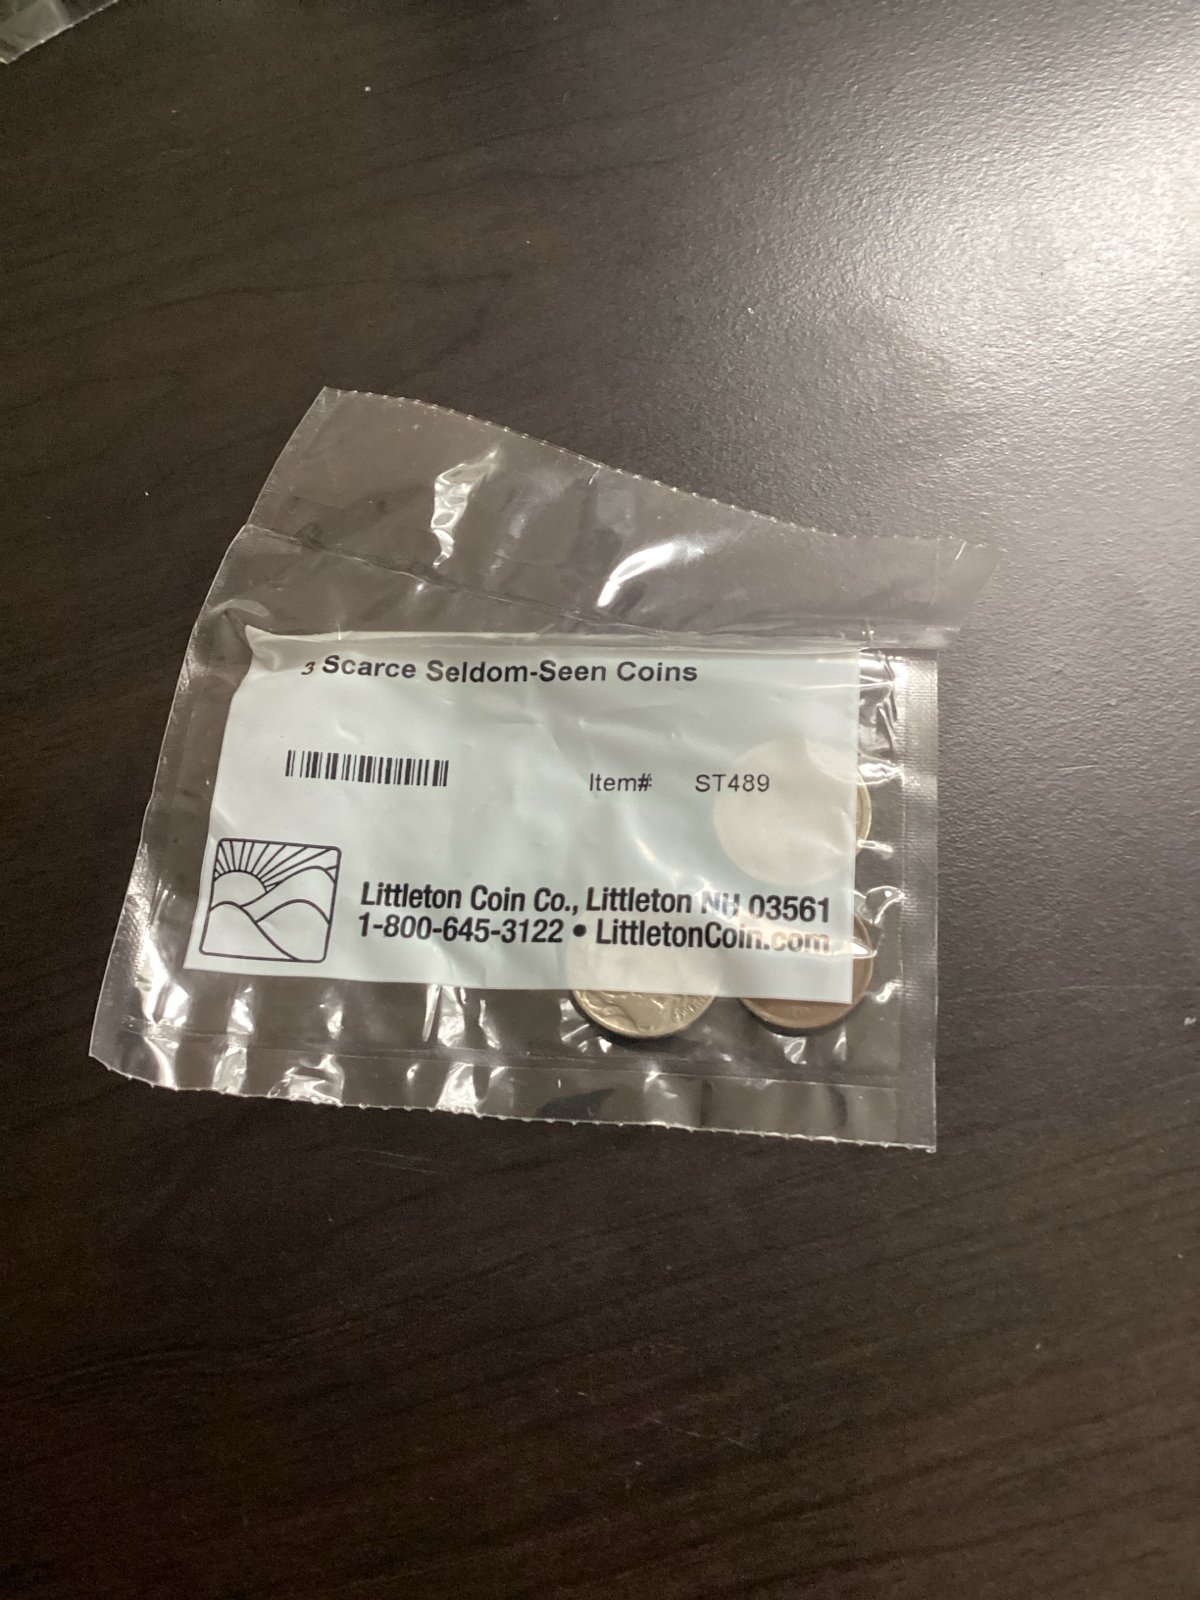 3 Scarce Seldom-Seen Coins
Item# ST489
Littleton Coin Co., Littleton NH 03561
1-800-645-3122 • LittletonCoin.com